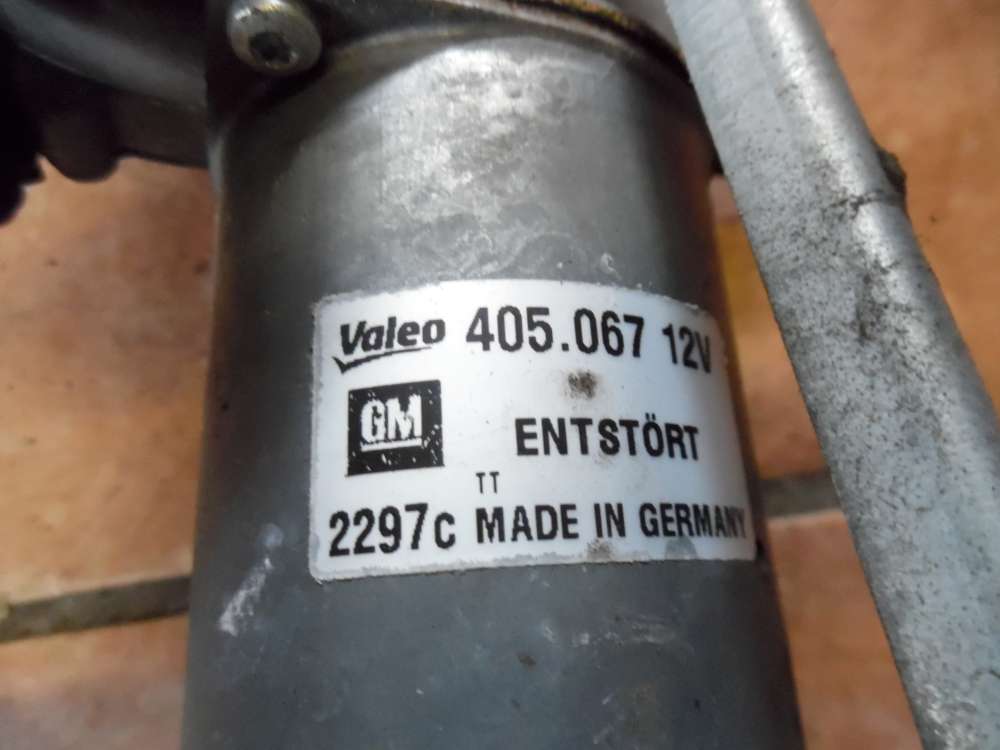 Valeo 405.067 12V
GM
ENTSTÖRT
TT
2297c MADE IN GERMANY